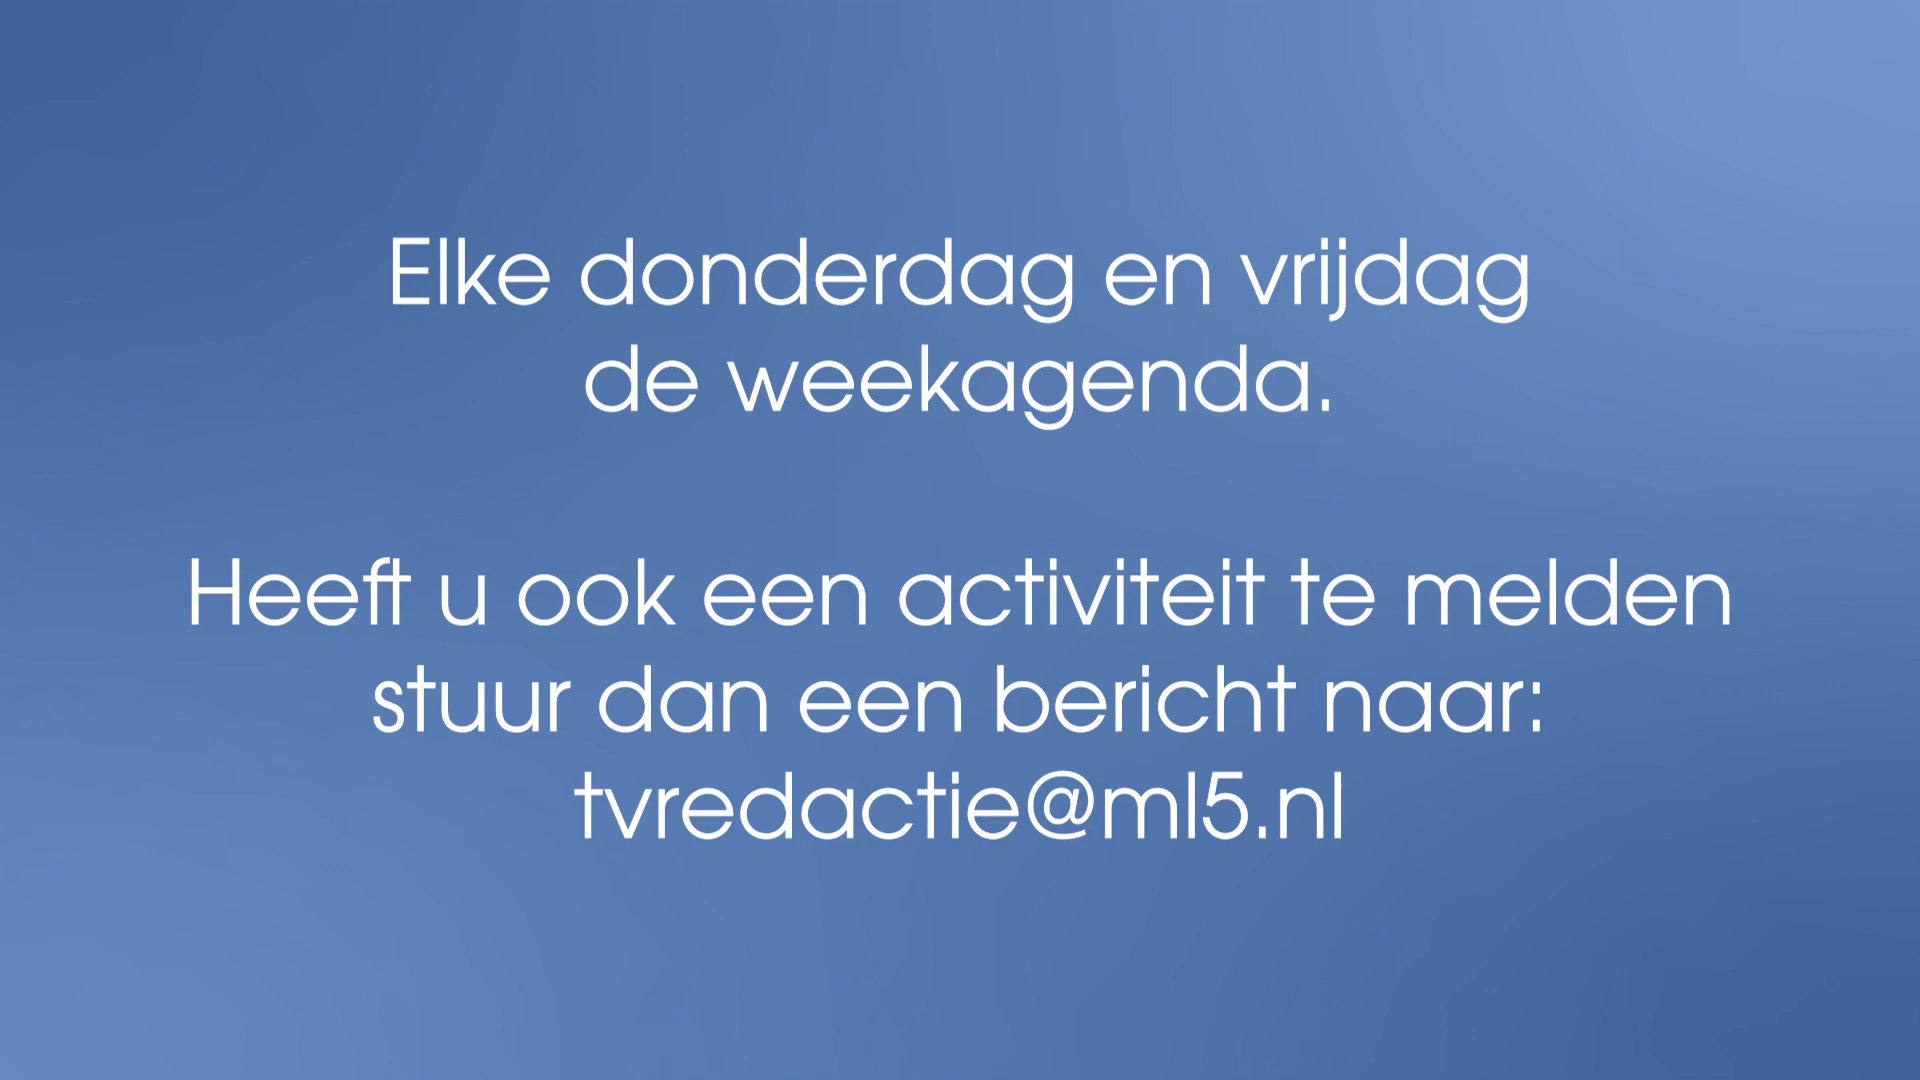 Elke donderdag en vrijdag
de weekagenda.
Heeft u ook een activiteit te melden
stuur dan een bericht naar:
tvredactie@ml5.nl